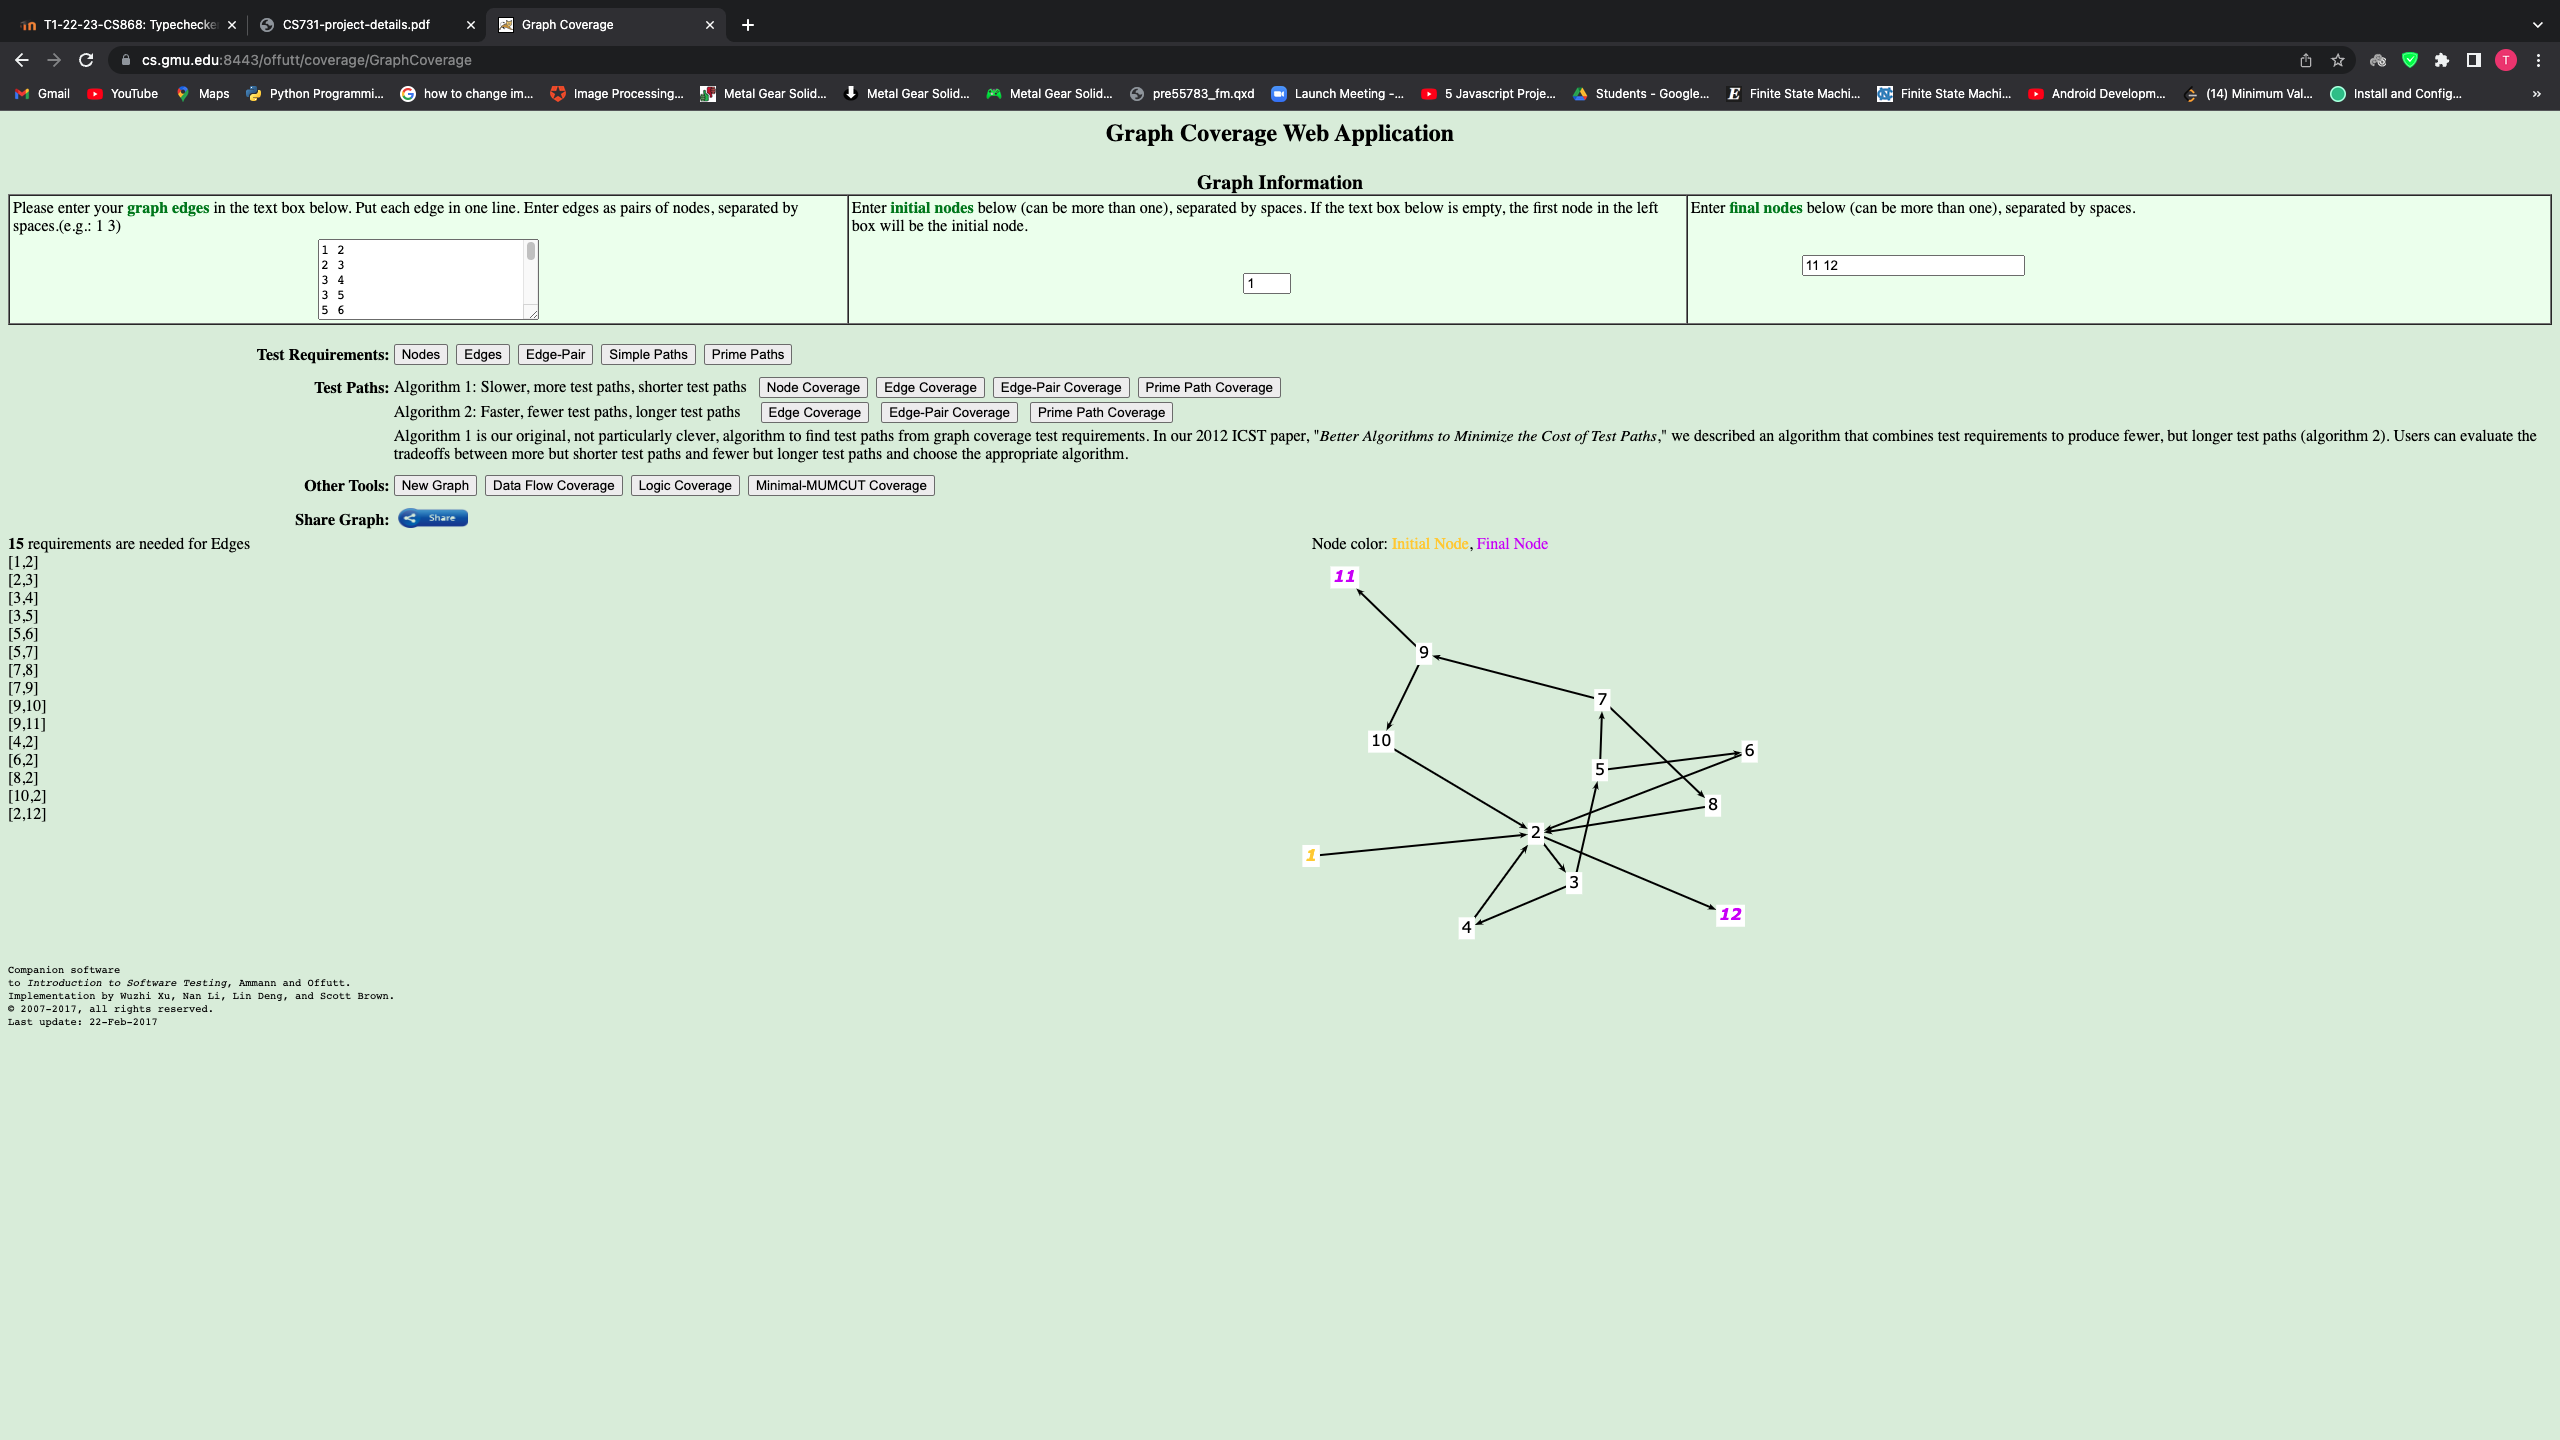 T1-22-23-CS868: Typechecke
CS731-project-details.pdf
Graph Coverage
cs.gmu.edu:8443/offutt/coverage/GraphCoverage
T
Gmail YouTube Maps Python Programmi... how to change im... Image Processing... Metal Gear Solid... Metal Gear Solid... Metal Gear Solid... pre55783_fm.qxd Launch Meeting -... 5 Javascript Proje... Students - Google... Finite State Machi... Finite State Machi... Android Developm... (14) Minimum Val... Install and Config... »
Graph Coverage Web Application
Graph Information
Please enter your graph edges in the text box below. Put each edge in one line. Enter edges as pairs of nodes, separated by
spaces.(e.g.: 1 3)
1 2
2 3
3 4
3 5
5 6
Enter initial nodes below (can be more than one), separated by spaces. If the text box below is empty, the first node in the left
box will be the initial node.
1
Enter final nodes below (can be more than one), separated by spaces.
11 12
Test Requirements: Nodes Edges Edge-Pair Simple Paths Prime Paths
Test Paths: Algorithm 1: Slower, more test paths, shorter test paths Node Coverage Edge Coverage Edge-Pair Coverage Prime Path Coverage
Algorithm 2: Faster, fewer test paths, longer test paths Edge Coverage Edge-Pair Coverage Prime Path Coverage
Algorithm 1 is our original, not particularly clever, algorithm to find test paths from graph coverage test requirements. In our 2012 ICST paper, "Better Algorithms to Minimize the Cost of Test Paths," we described an algorithm that combines test requirements to produce fewer, but longer test paths (algorithm 2). Users can evaluate the
tradeoffs between more but shorter test paths and fewer but longer test paths and choose the appropriate algorithm.
Other Tools: New Graph Data Flow Coverage Logic Coverage Minimal-MUMCUT Coverage
Share Graph: Share
15 requirements are needed for Edges
[1,2]
[2,3]
[3,4]
[3,5]
[5,6]
[5,7]
[7,8]
[7,9]
[9,10]
[9,11]
[4,2]
[6,2]
[8,2]
[10,2]
[2,12]
Node color: Initial Node, Final Node
11
9
7
10
6
5
8
2
1
3
12
4
Companion software
to Introduction to Software Testing, Ammann and Offutt.
Implementation by Wuzhi Xu, Nan Li, Lin Deng, and Scott Brown.
© 2007-2017, all rights reserved.
Last update: 22-Feb-2017